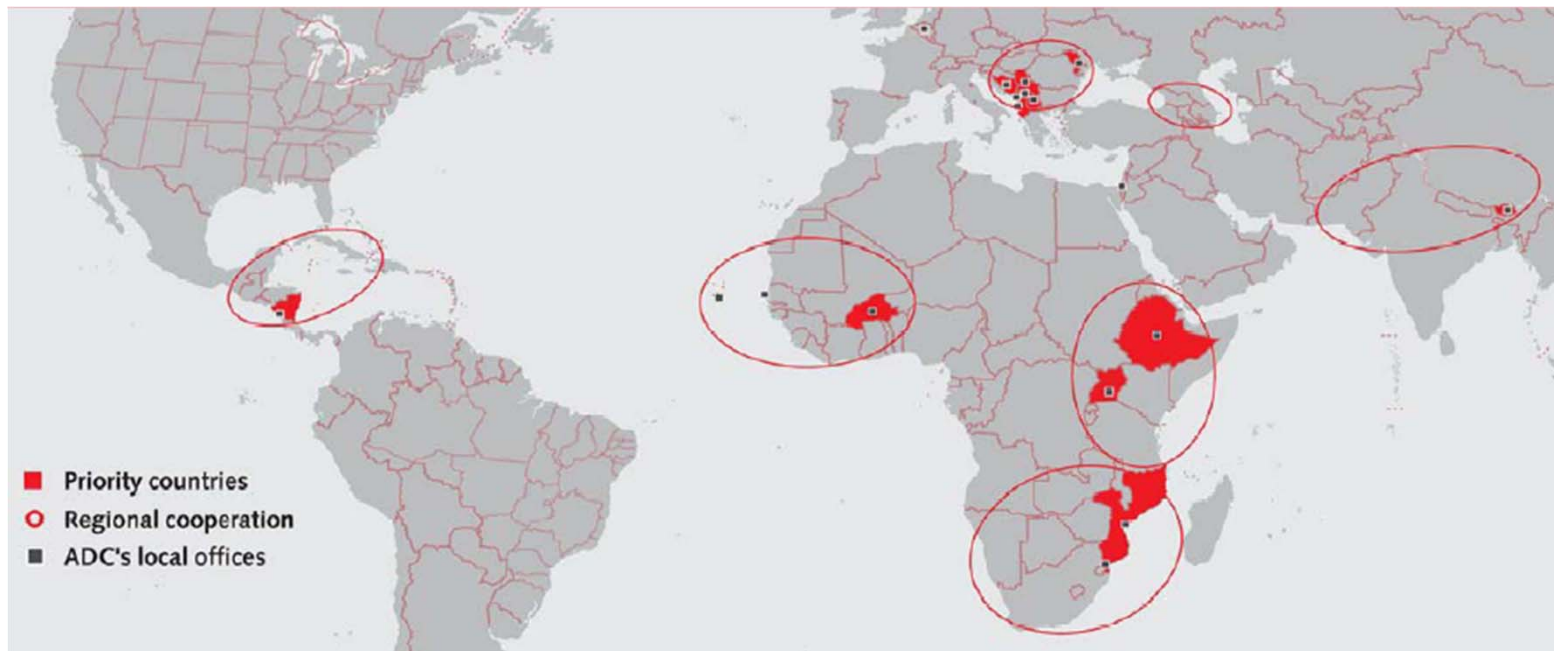 Priority countries
Regional cooperation
ADC's local offices